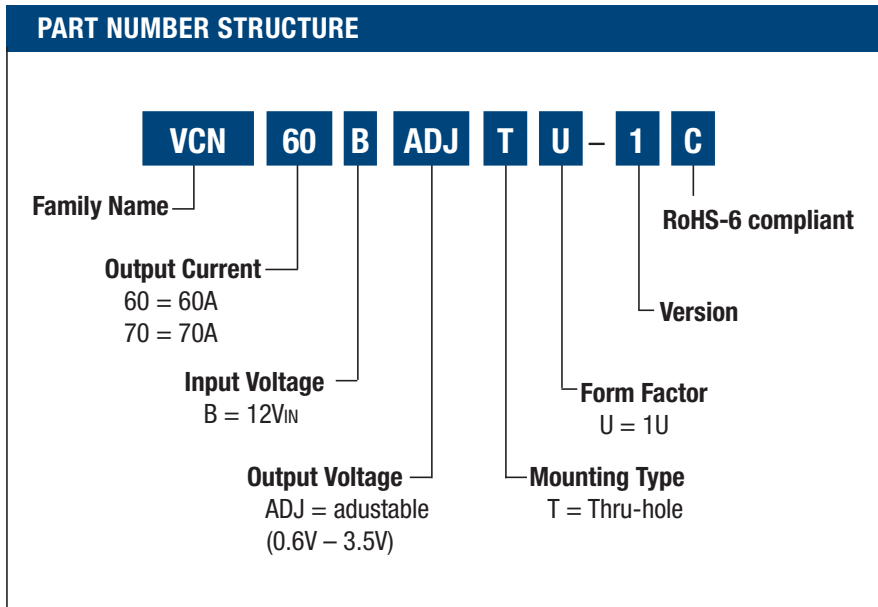 PART NUMBER STRUCTURE
VCN 60 B ADJ T U – 1 C
Family Name
RoHS-6 compliant
Output Current
60 = 60A
70 = 70A
Version
Input Voltage
B = 12VIN
Form Factor
U = 1U
Output Voltage
ADJ = adustable
(0.6V – 3.5V)
Mounting Type
T = Thru-hole